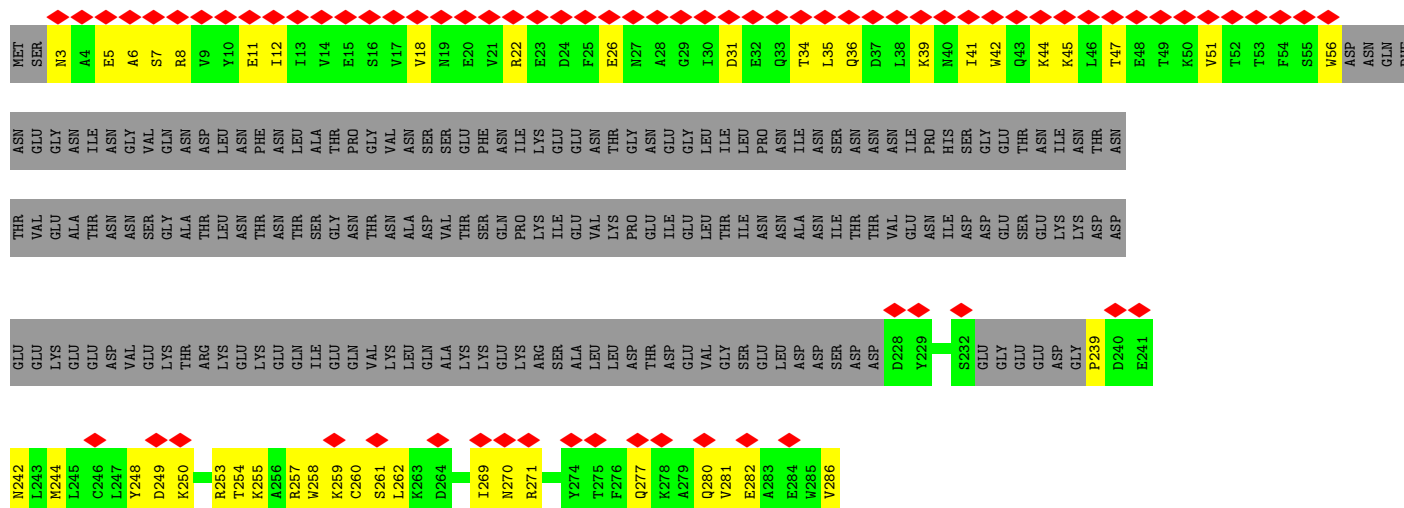 MET SER N3 A4 E5 A6 S7 R8 V9 Y10 E11 I12 I13 V14 E15 S16 V17 V18 N19 E20 V21 R22 E23 D24 F25 E26 N27 A28 G29 I30 D31 E32 Q33 T34 L35 Q36 D37 L38 K39 N40 I41 W42 Q43 K44 K45 L46 T47 E48 T49 K50 V51 T52 T53 F54 S55 W56 ASP ASN GLN
ASN GLU GLY ASN ILE ASN GLY VAL GLN ASN ASP LEU ASN PHE ASN LEU ALA THR PRO GLY VAL ASN SER SER GLU PHE ASN ILE LYS GLU GLU ASN THR GLY ASN GLU GLY LEU ILE LEU PRO ASN ILE ASN SER ASN ASN ASN ILE PRO HIS SER GLY GLU THR ASN ILE ASN THR ASN
THR VAL GLU ALA THR ASN ASN SER GLY ALA THR LEU ASN THR ASN THR SER GLY ASN THR ASN ALA ASP VAL THR SER GLN PRO LYS ILE GLU VAL LYS PRO GLU ILE GLU LEU THR ILE ASN ASN ALA ASN ILE THR THR VAL GLU ASN ILE ASP ASP GLU SER GLU LYS LYS ASP ASP
GLU GLU LYS GLU GLU ASP VAL GLU LYS THR ARG LYS GLU LYS GLU GLN ILE GLU GLN VAL LYS LEU GLN ALA LYS LYS GLU LYS ARG SER ALA LEU LEU ASP THR ASP GLU VAL GLY SER GLU LEU ASP ASP SER ASP ASP D228 Y229 S232 GLU GLY GLU GLU ASP GLY P239 D240 E241
N242 L243 M244 L245 C246 L247 Y248 D249 K250 R253 T254 K255 A256 R257 W258 K259 C260 S261 L262 K263 D264 I269 N270 R271 Y274 T275 F276 Q277 K278 A279 Q280 V281 E282 A283 E284 W285 V286